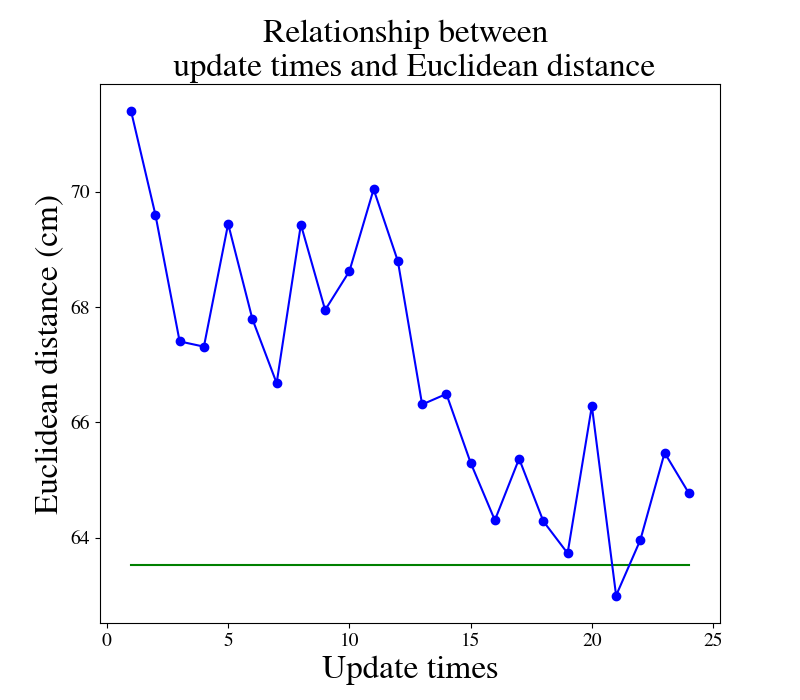 Relationship between
update times and Euclidean distance
Euclidean distance (cm)
70
68
66
64
0
5
10
15
20
25
Update times